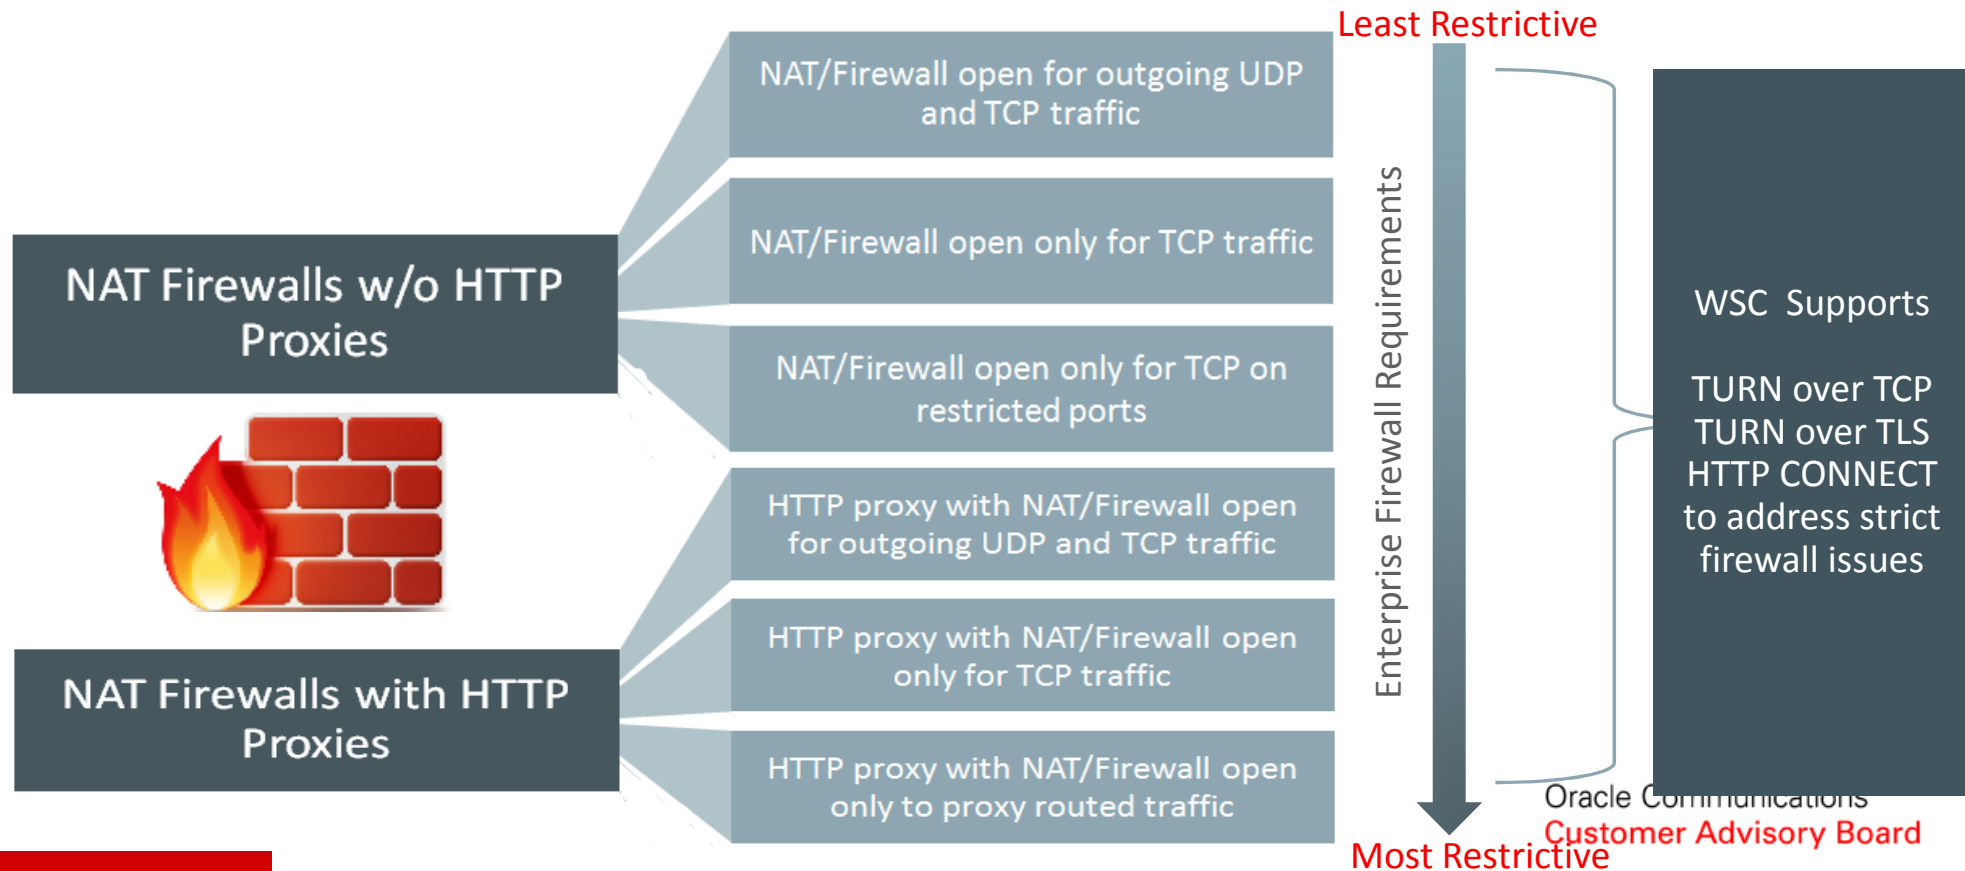 Least Restrictive
NAT/Firewall open for outgoing UDP
and TCP traffic
NAT/Firewall open only for TCP traffic
NAT Firewalls w/o HTTP
Proxies
NAT/Firewall open only for TCP on
restricted ports
HTTP proxy with NAT/Firewall open
for outgoing UDP and TCP traffic
HTTP proxy with NAT/Firewall open
only for TCP traffic
NAT Firewalls with HTTP
Proxies
HTTP proxy with NAT/Firewall open
only to proxy routed traffic
Enterprise Firewall Requirements
WSC Supports
TURN over TCP
TURN over TLS
HTTP CONNECT
to address strict
firewall issues
Oracle Communications
Customer Advisory Board
Most Restrictive